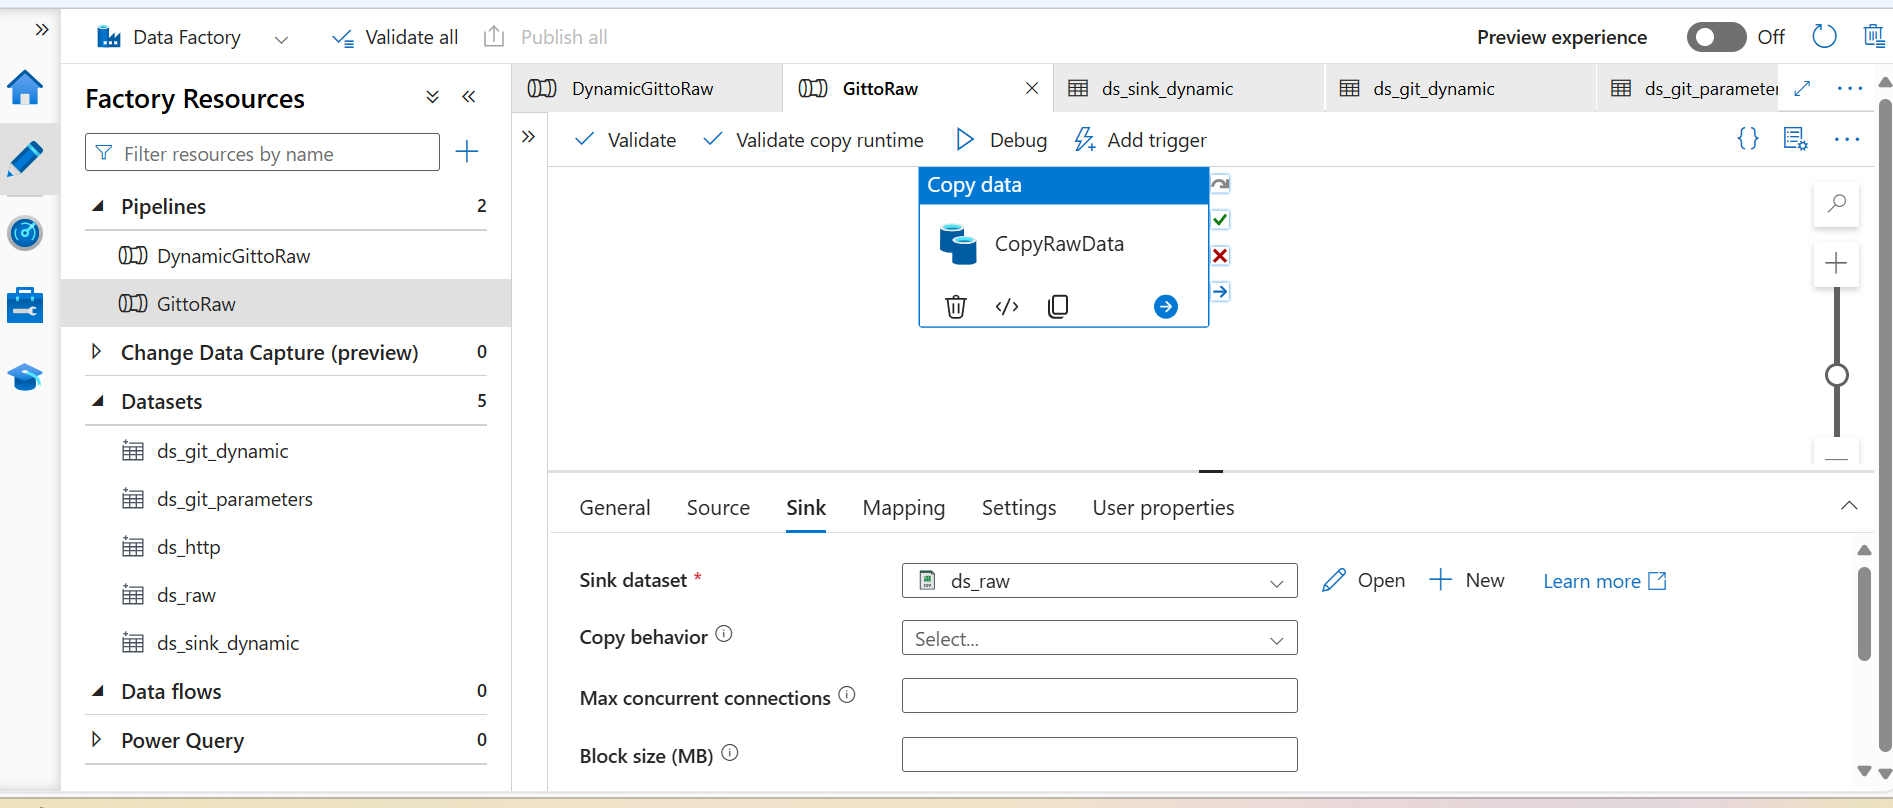 Data Factory
Validate all
Publish all
Preview experience
Off
Factory Resources
Filter resources by name
Pipelines 2
DynamicGittoRaw
GittoRaw
Change Data Capture (preview) 0
Datasets 5
ds_git_dynamic
ds_git_parameters
ds_http
ds_raw
ds_sink_dynamic
Data flows 0
Power Query 0
DynamicGittoRaw
GittoRaw
ds_sink_dynamic
ds_git_dynamic
ds_git_parameter
Validate
Validate copy runtime
Debug
Add trigger
Copy data
CopyRawData
General
Source
Sink
Mapping
Settings
User properties
Sink dataset *
ds_raw
Open
New
Learn more
Copy behavior
Select...
Max concurrent connections
Block size (MB)